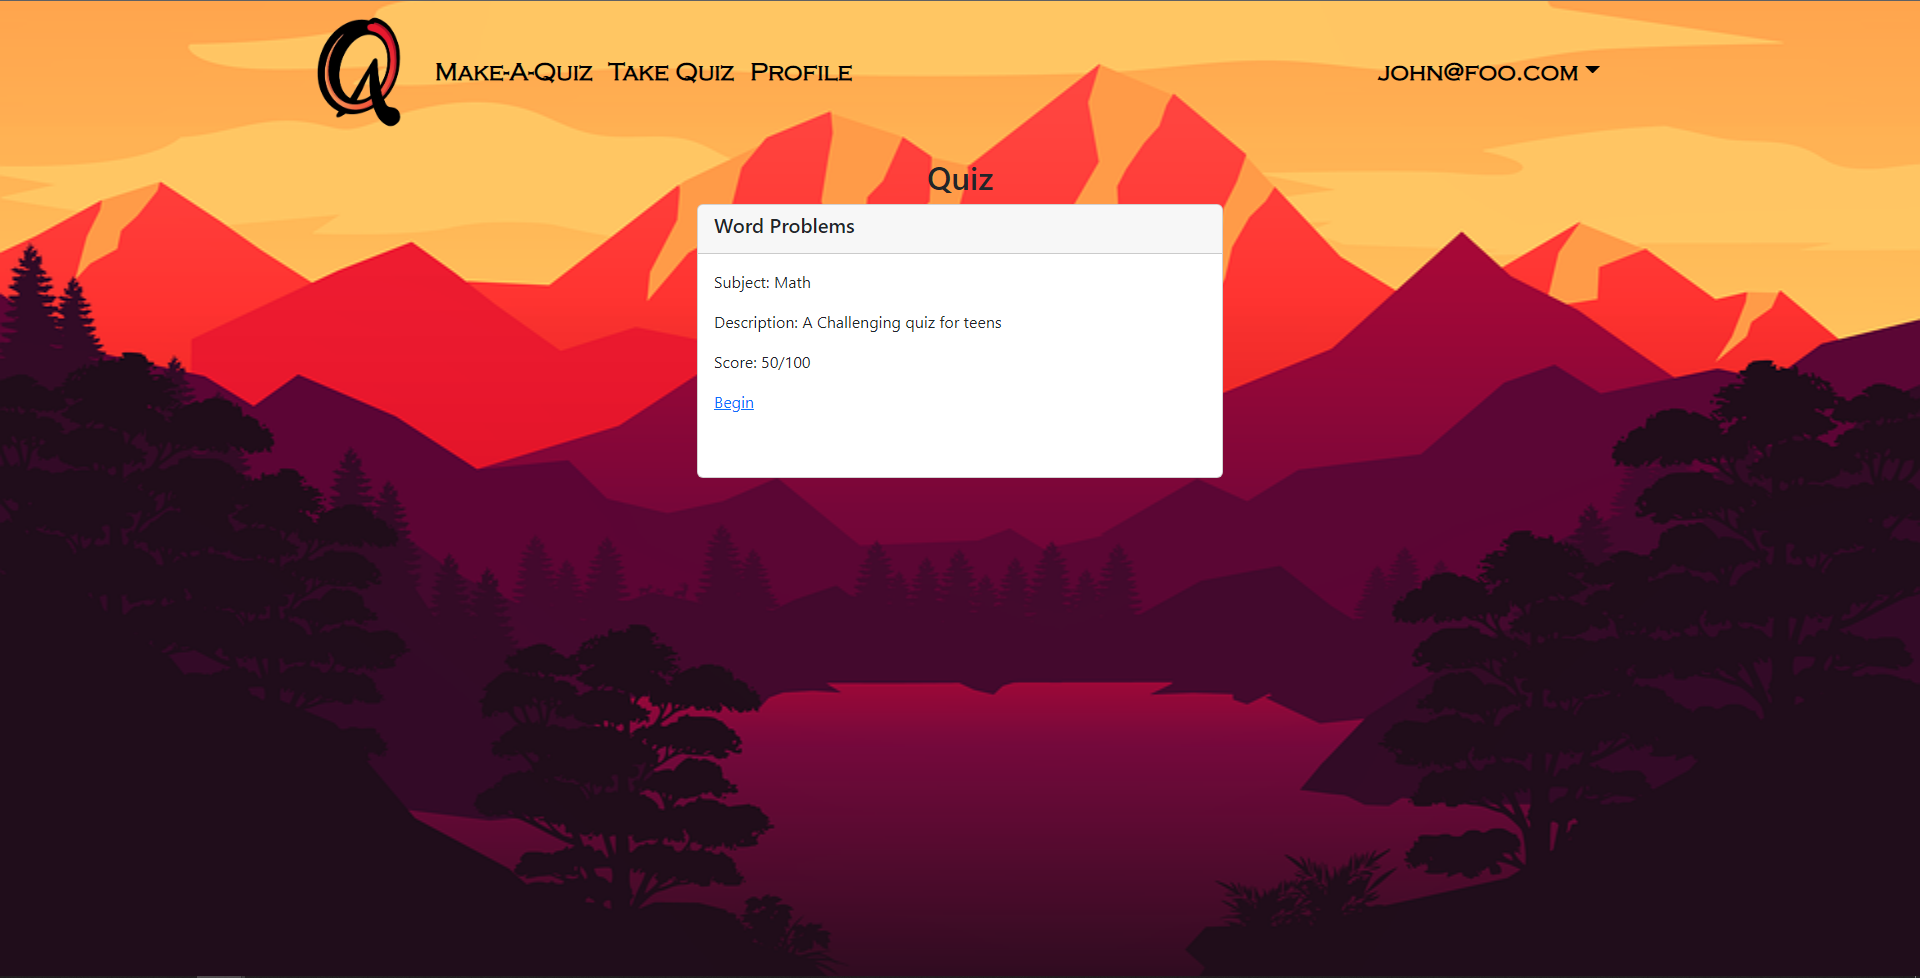 Make-A-Quiz Take Quiz Profile john@foo.com
Quiz
Word Problems
Subject: Math
Description: A Challenging quiz for teens
Score: 50/100
Begin